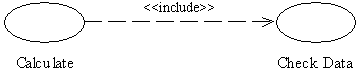 <<include>>
Calculate
Check Data